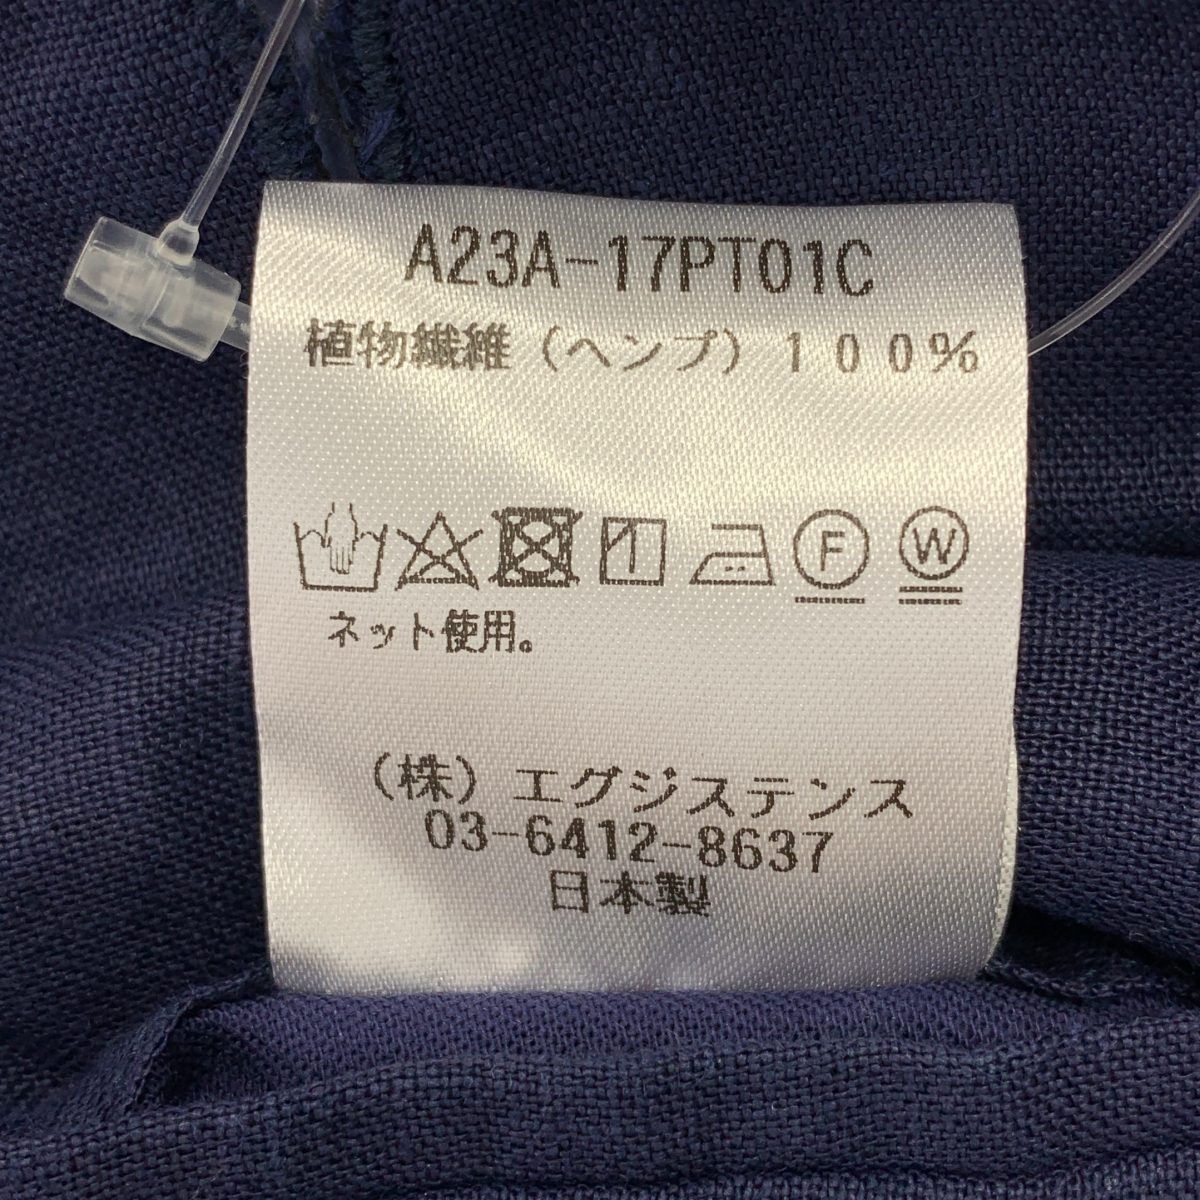 A23A-17PT01C
植物繊維（ヘンプ）１００％
F W
ネット使用。
（株）エグジステンス
03-6412-8637
日本製